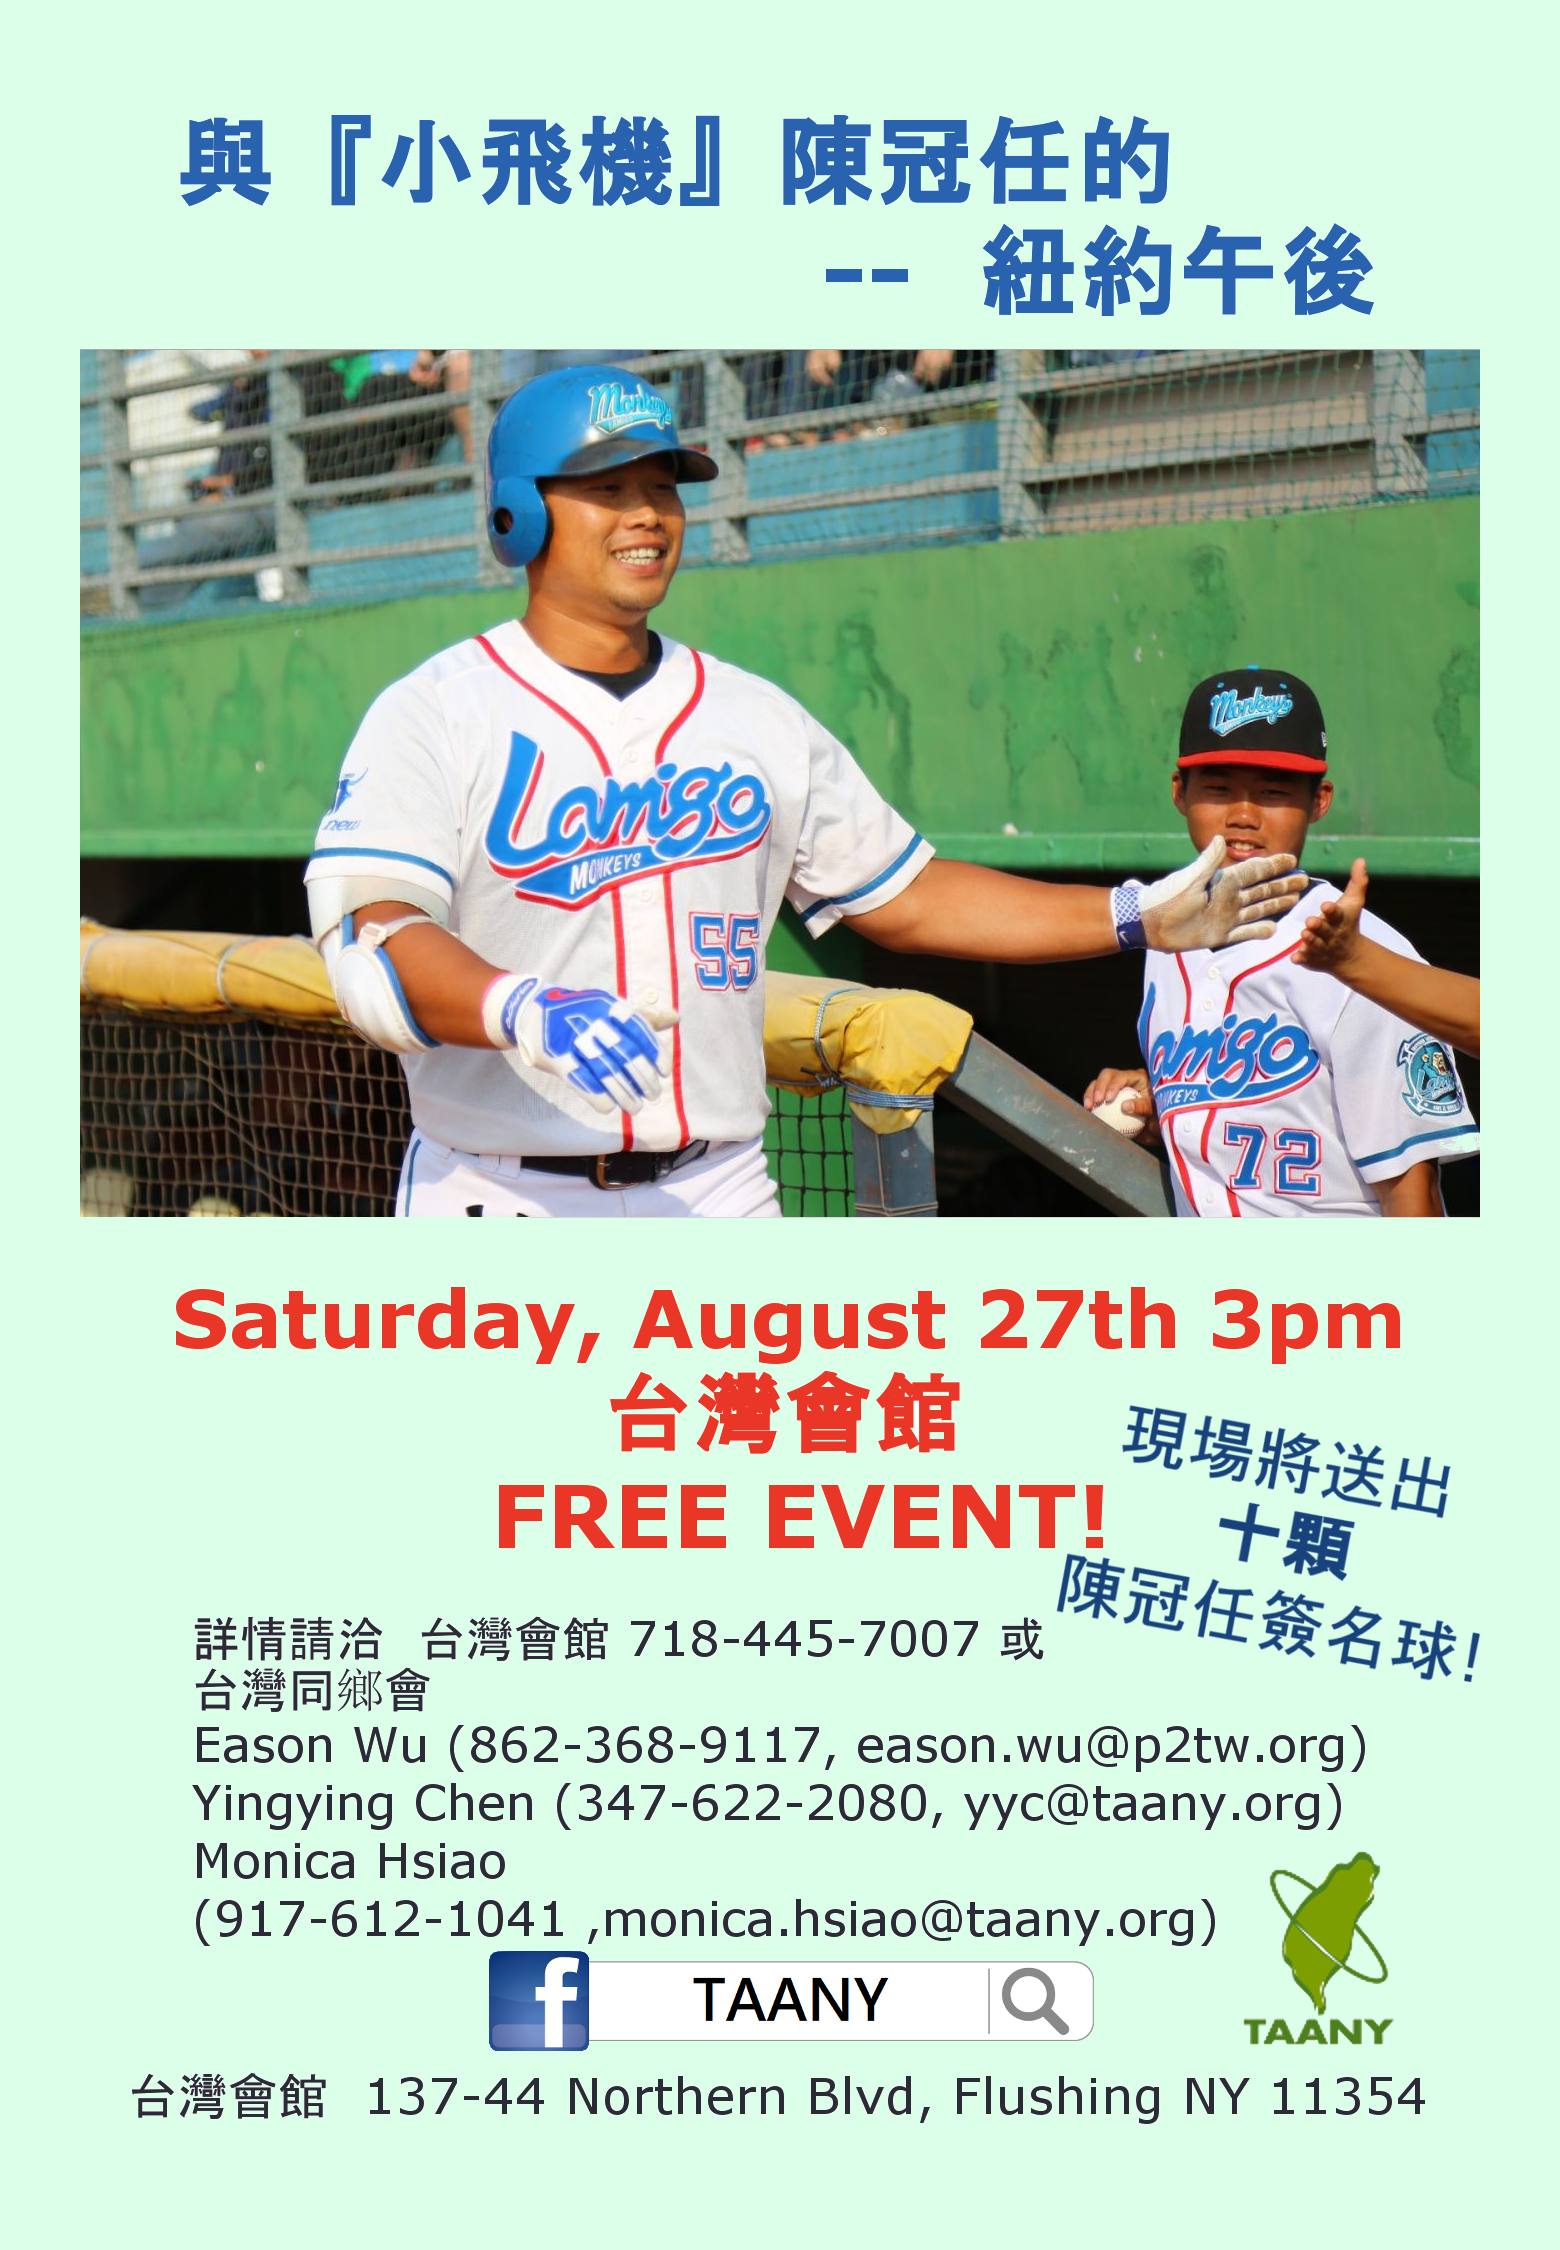 與『小飛機』陳冠任的
-- 紐約午後
Monkeys
Monkeys
Lamigo
MONKEYS
new
55
Lamigo
MONKEYS
72
Saturday, August 27th 3pm
台灣會館
FREE EVENT!
現場將送出
十顆
陳冠任簽名球!
詳情請洽 台灣會館 718-445-7007 或
台灣同鄉會
Eason Wu (862-368-9117, eason.wu@p2tw.org)
Yingying Chen (347-622-2080, yyc@taany.org)
Monica Hsiao
(917-612-1041 ,monica.hsiao@taany.org)
f TAANY
TAANY
台灣會館 137-44 Northern Blvd, Flushing NY 11354